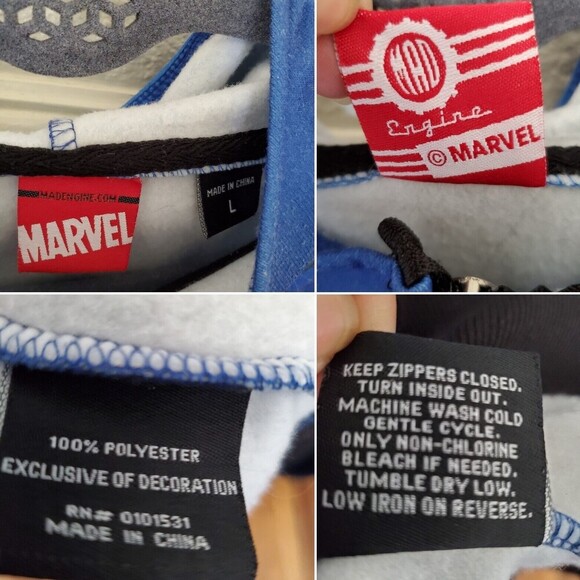 MADENGINE.COM
MARVEL
MADE IN CHINA
L
MAD
Engine
© MARVEL
100% POLYESTER
EXCLUSIVE OF DECORATION
RN# 0101531
MADE IN CHINA
KEEP ZIPPERS CLOSED.
TURN INSIDE OUT.
MACHINE WASH COLD
GENTLE CYCLE.
ONLY NON-CHLORINE
BLEACH IF NEEDED.
TUMBLE DRY LOW.
LOW IRON ON REVERSE.